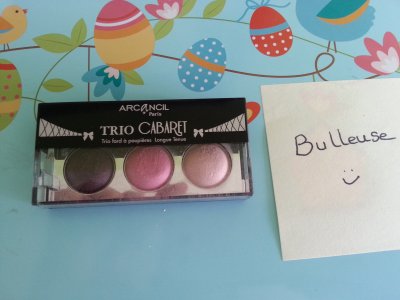 ARCANCIL
Paris
TRIO CABARET
Trio fard à paupières Longue Tenue
Bulleuse